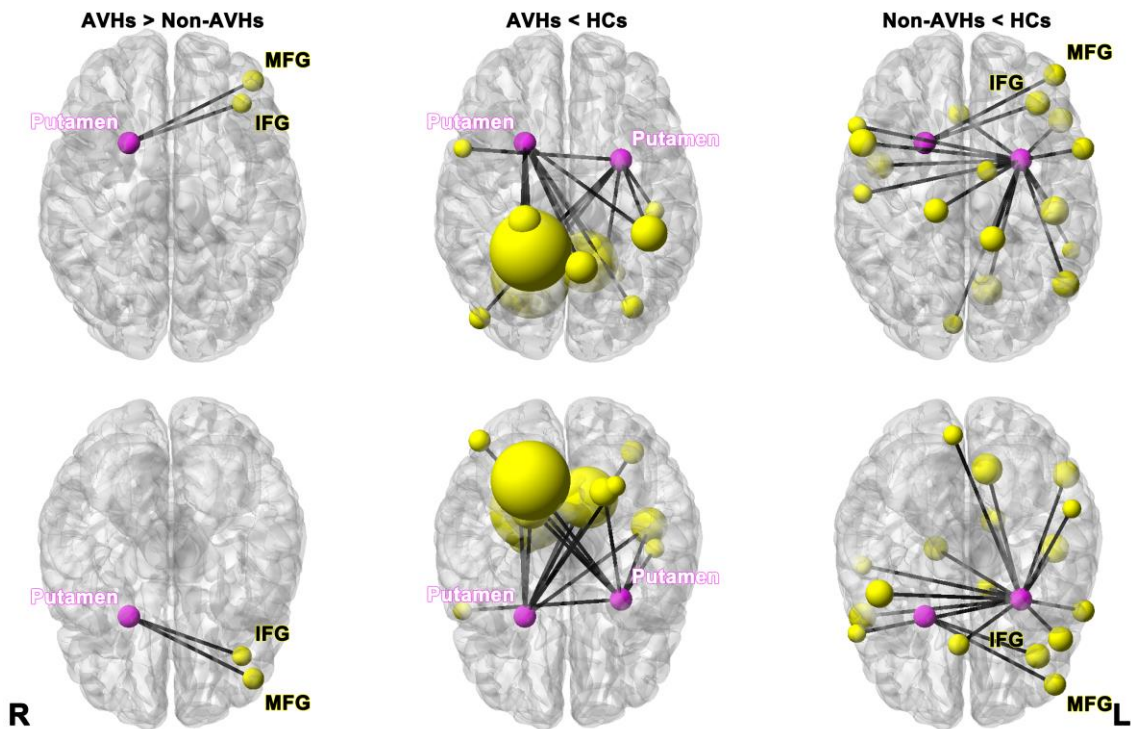 AVHs > Non-AVHs
AVHs < HCs
Non-AVHs < HCs
MFG
IFG
Putamen
Putamen
Putamen
MFG
IFG
Putamen
IFG
MFG
Putamen
Putamen
IFG
MFG
R
L